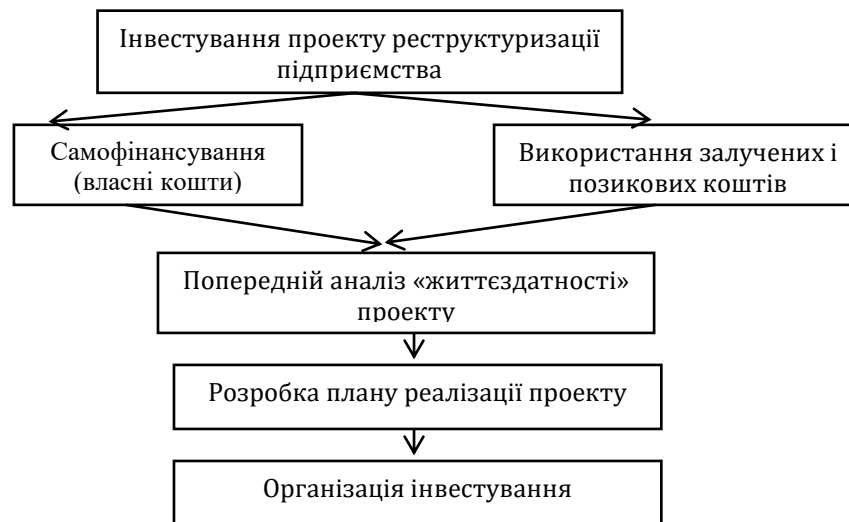 Інвестування проекту реструктуризації
підприємства
Самофінансування
(власні кошти)
Використання залучених і
позикових коштів
Попередній аналіз «життєздатності»
проекту
Розробка плану реалізації проекту
Організація інвестування